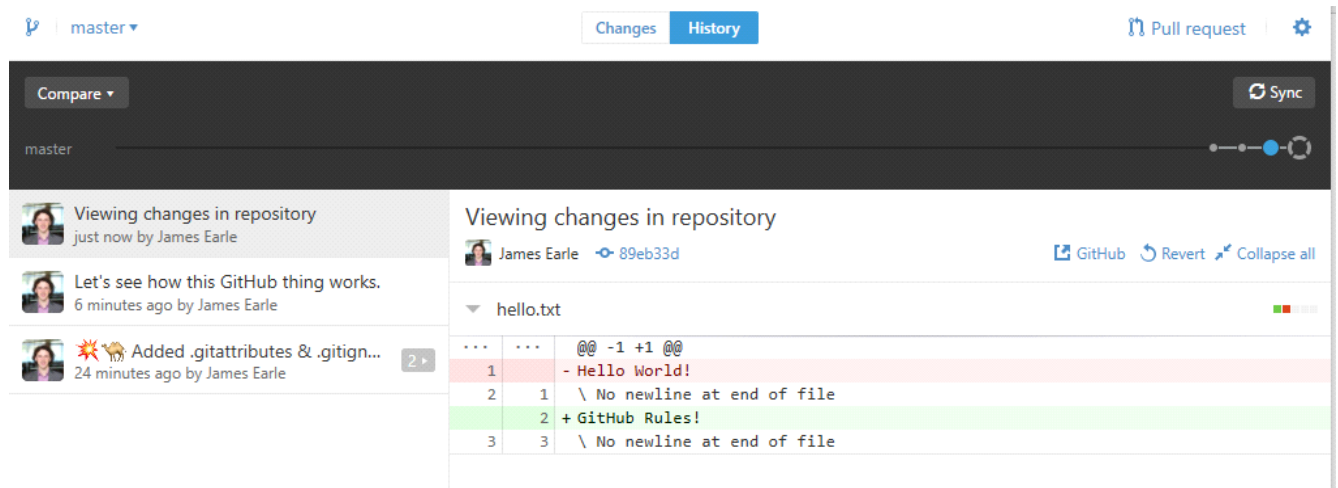 master ▾
Changes
History
Pull request
Compare ▾
Sync
master
Viewing changes in repository
just now by James Earle
Let's see how this GitHub thing works.
6 minutes ago by James Earle
💥🐫 Added .gitattributes & .gitign...
24 minutes ago by James Earle
2 ▸
Viewing changes in repository
James Earle 89eb33d
GitHub Revert Collapse all
hello.txt
... ... @@ -1 +1 @@
1 - Hello World!
2 1 \ No newline at end of file
2 + GitHub Rules!
3 3 \ No newline at end of file